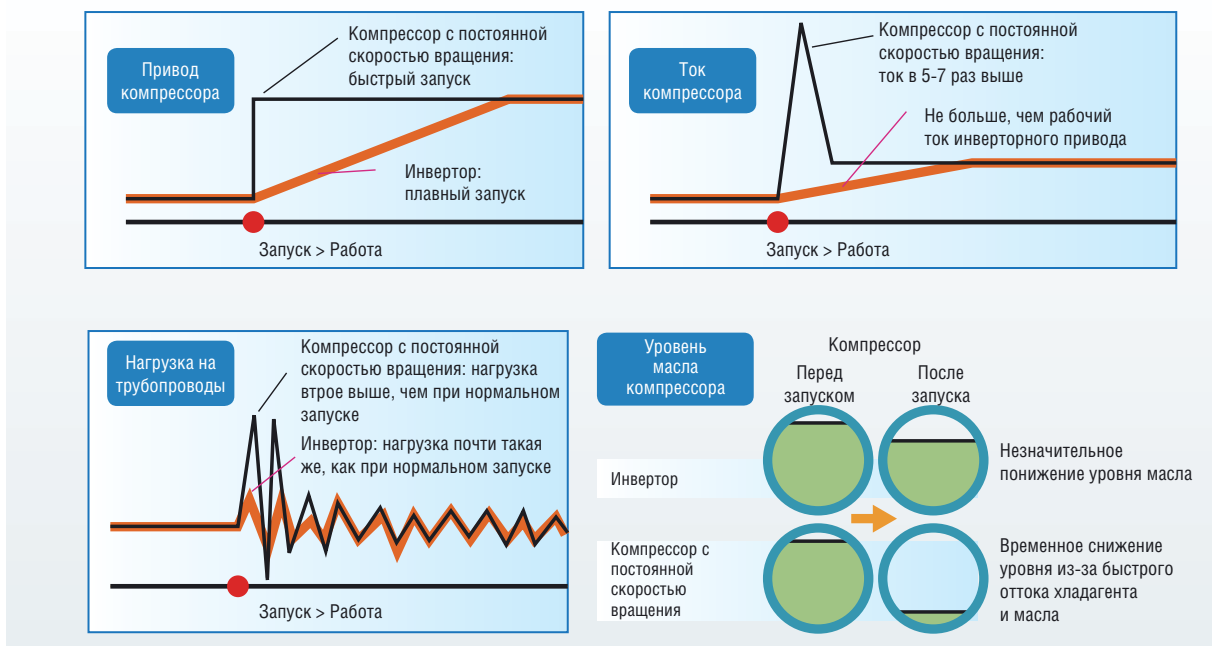 Привод
компрессора
Компрессор с постоянной
скоростью вращения:
быстрый запуск
Инвертор:
плавный запуск
Запуск > Работа
Ток
компрессора
Компрессор с постоянной
скоростью вращения:
ток в 5-7 раз выше
Не больше, чем рабочий
ток инверторного привода
Запуск > Работа
Нагрузка на
трубопроводы
Компрессор с постоянной
скоростью вращения: нагрузка
втрое выше, чем при нормальном
запуске
Инвертор: нагрузка почти такая
же, как при нормальном запуске
Запуск > Работа
Уровень
масла
компрессора
Компрессор
Перед
запуском
После
запуска
Инвертор
Незначительное
понижение уровня масла
Компрессор с
постоянной
скоростью
вращения
Временное снижение
уровня из-за быстрого
оттока хладагента
и масла